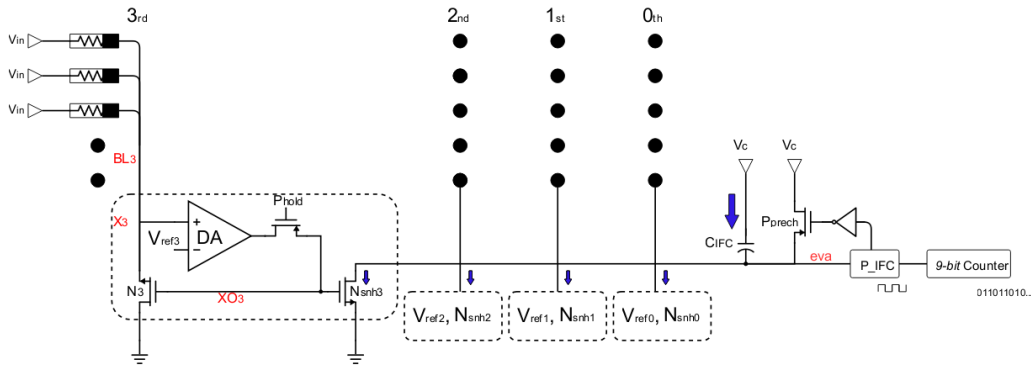 3rd
2nd
1st
0th
Vin
Vin
Vin
BL3
Phold
X3
DA
Vref3
N3
XO3
Nsnh3
Vref2, Nsnh2
Vref1, Nsnh1
Vref0, Nsnh0
Vc
Vc
Pprech
CIFC
eva
P_IFC
9-bit Counter
011011010..